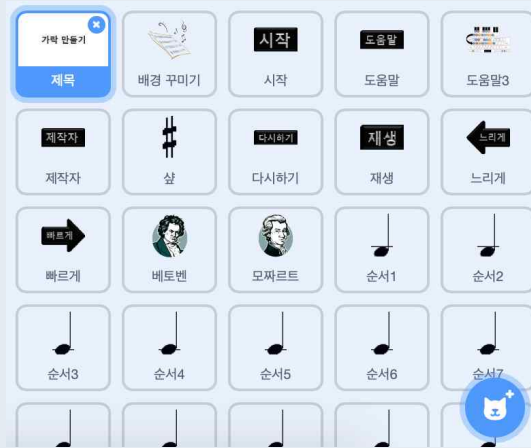 가락 만들기
제목
배경 꾸미기
시작
시작
도움말
도움말
도움말3
제작자
제작자
샾
다시하기
다시하기
재생
재생
느리게
느리게
빠르게
빠르게
베토벤
모짜르트
순서1
순서2
순서3
순서4
순서5
순서6
순서7